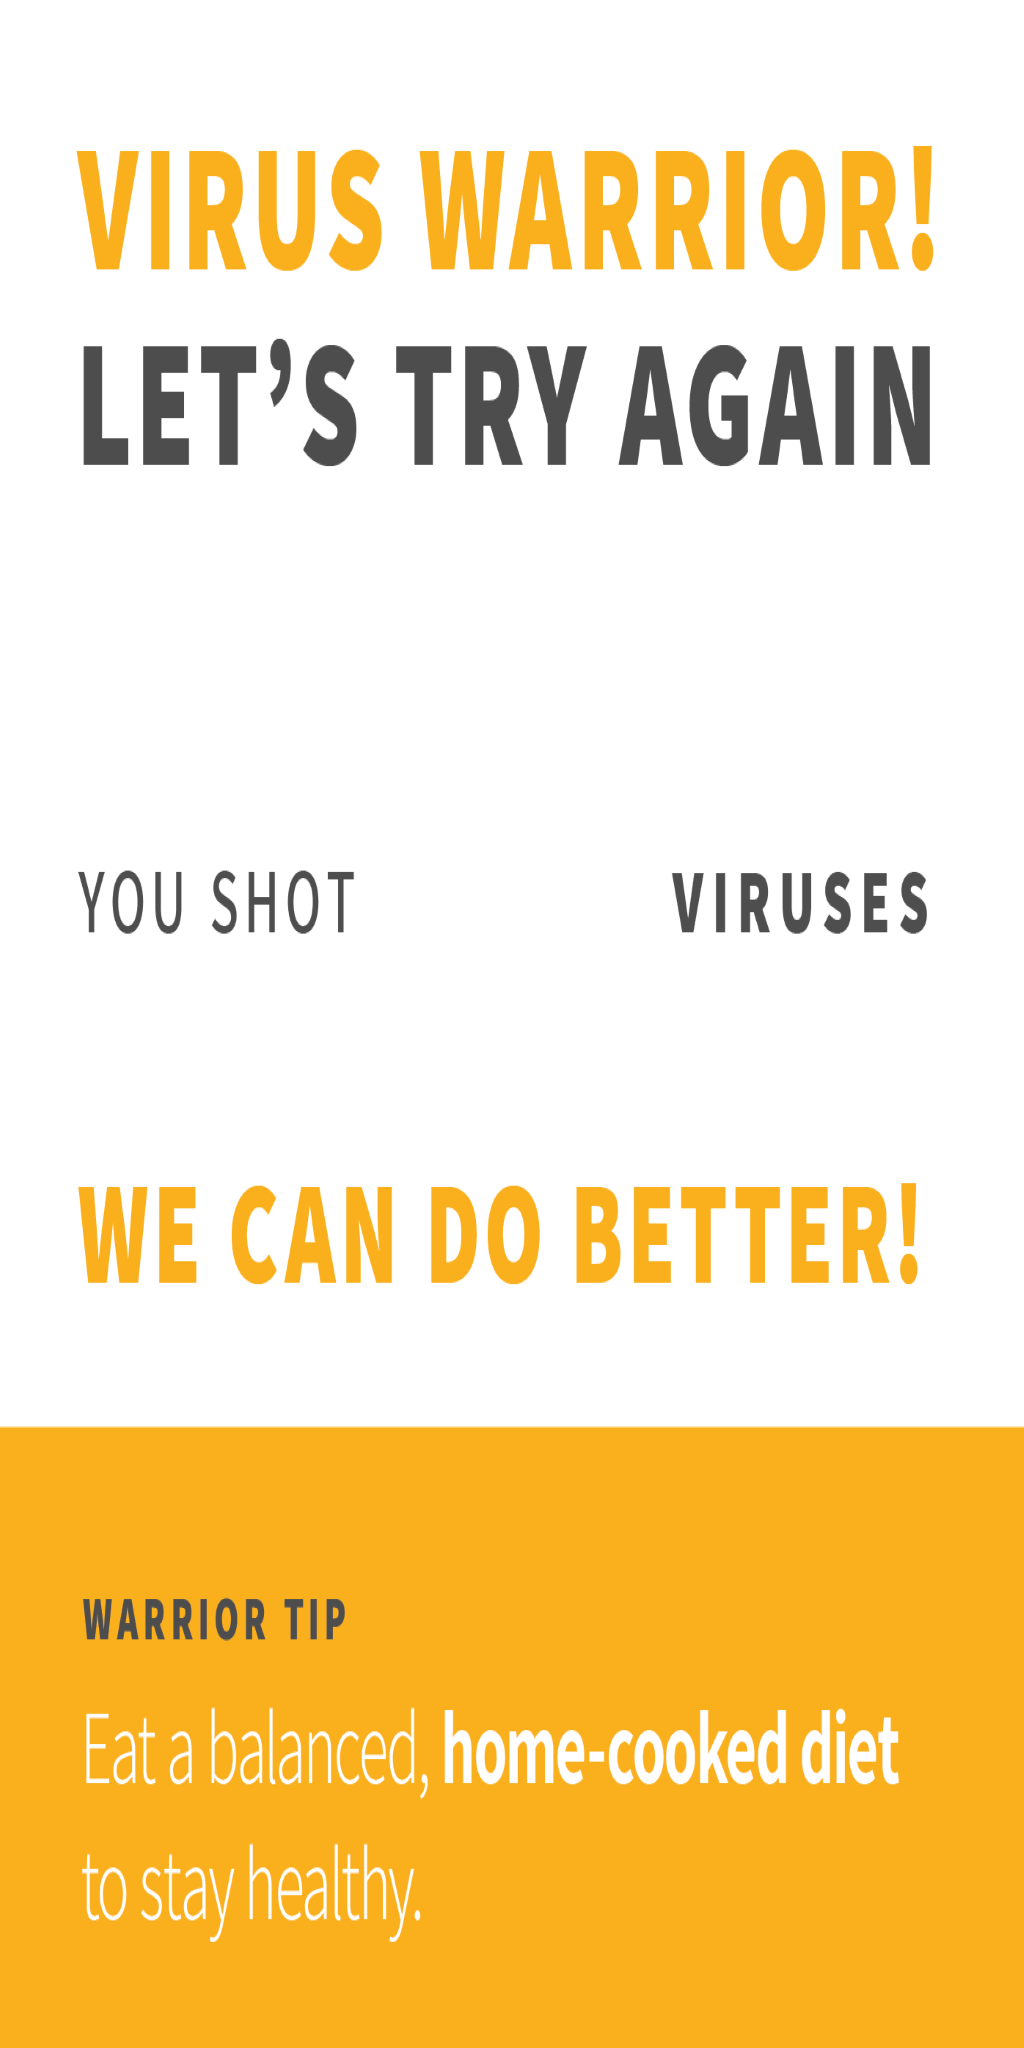 VIRUS WARRIOR!
LET’S TRY AGAIN
YOU SHOT VIRUSES
WE CAN DO BETTER!
WARRIOR TIP
Eat a balanced, home-cooked diet
to stay healthy.